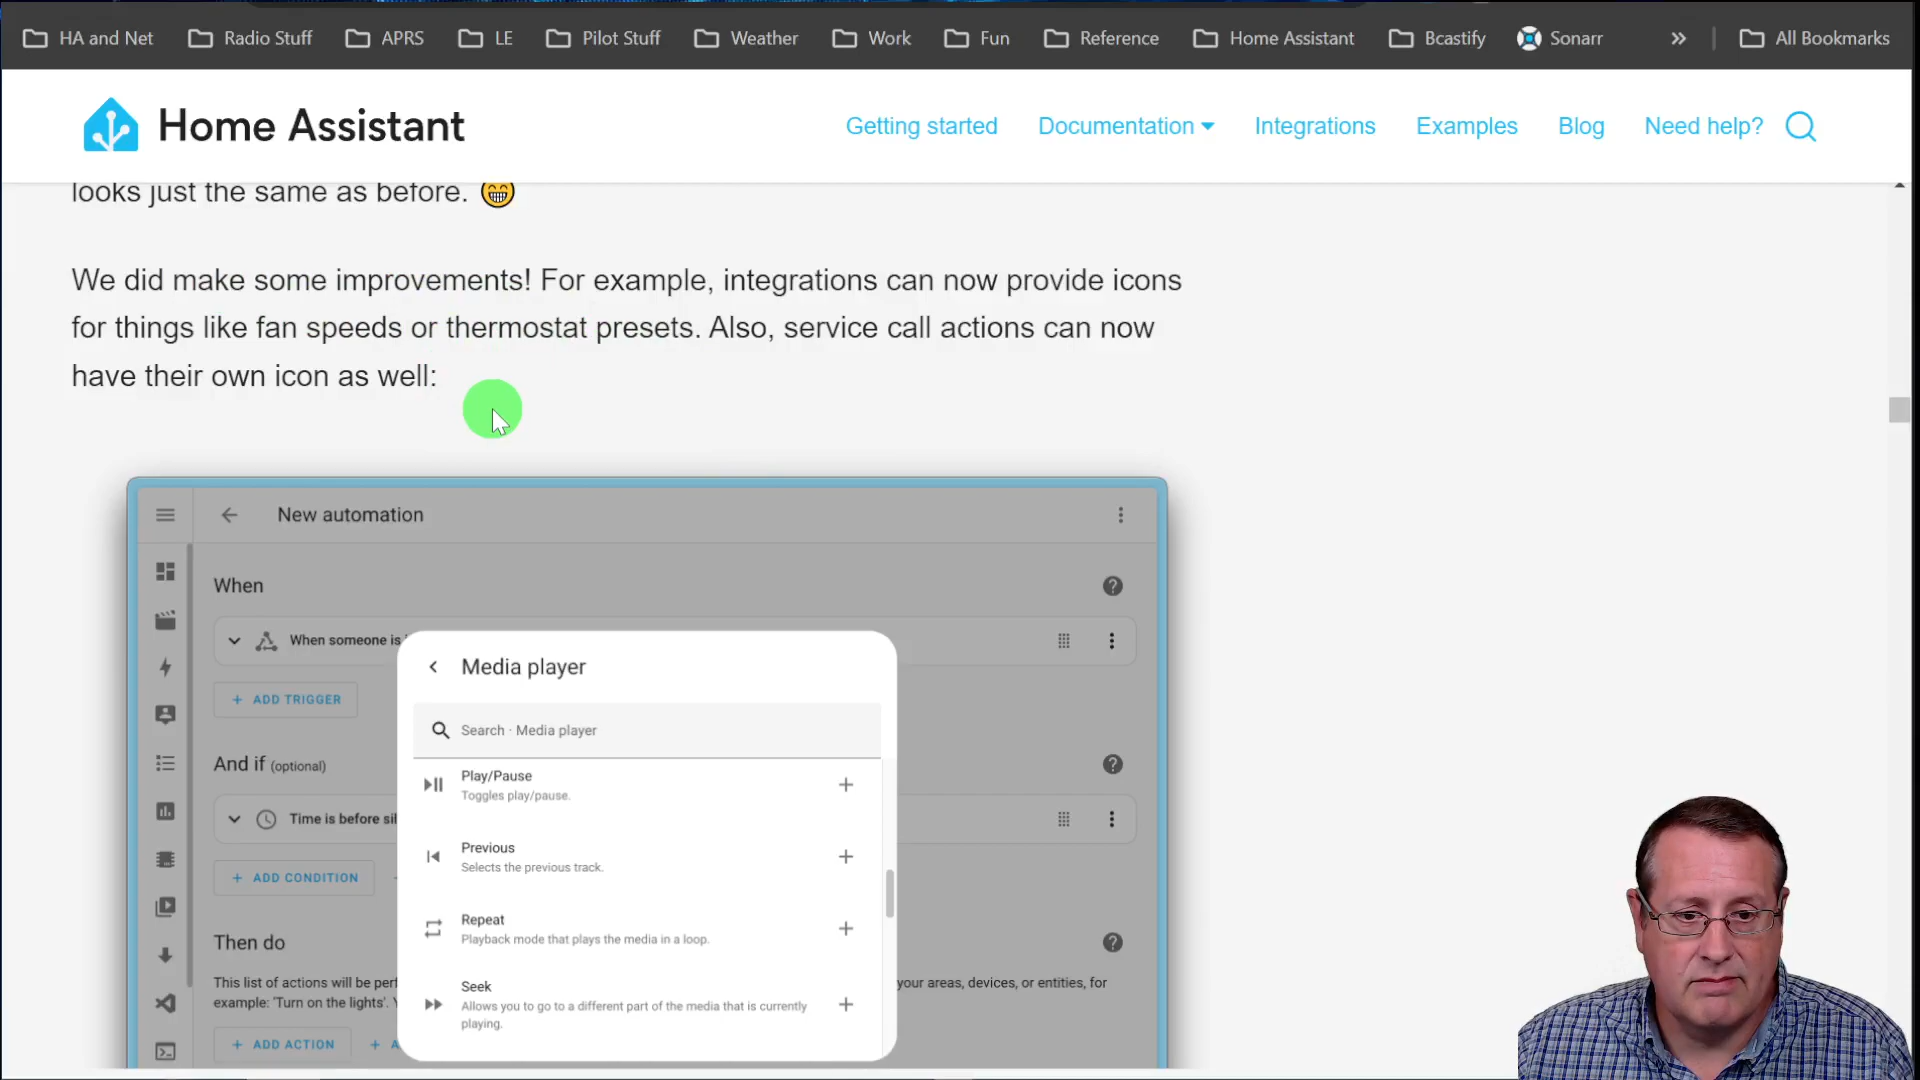 HA and Net
Radio Stuff
APRS
LE
Pilot Stuff
Weather
Work
Fun
Reference
Home Assistant
Bcastify
Sonarr
All Bookmarks
Home Assistant
Getting started
Documentation
Integrations
Examples
Blog
Need help?
looks just the same as before.
We did make some improvements! For example, integrations can now provide icons
for things like fan speeds or thermostat presets. Also, service call actions can now
have their own icon as well:
New automation
When
When someone is
+ ADD TRIGGER
And if (optional)
Time is before
+ ADD CONDITION
Then do
This list of actions will be
your areas, devices, or entities, for
example: 'Turn on the lights'.
+ ADD ACTION
Media player
Search · Media player
Play/Pause
Toggles play/pause.
Previous
Selects the previous track.
Repeat
Playback mode that plays the media in a loop.
Seek
Allows you to go to a different part of the media that is currently
playing.